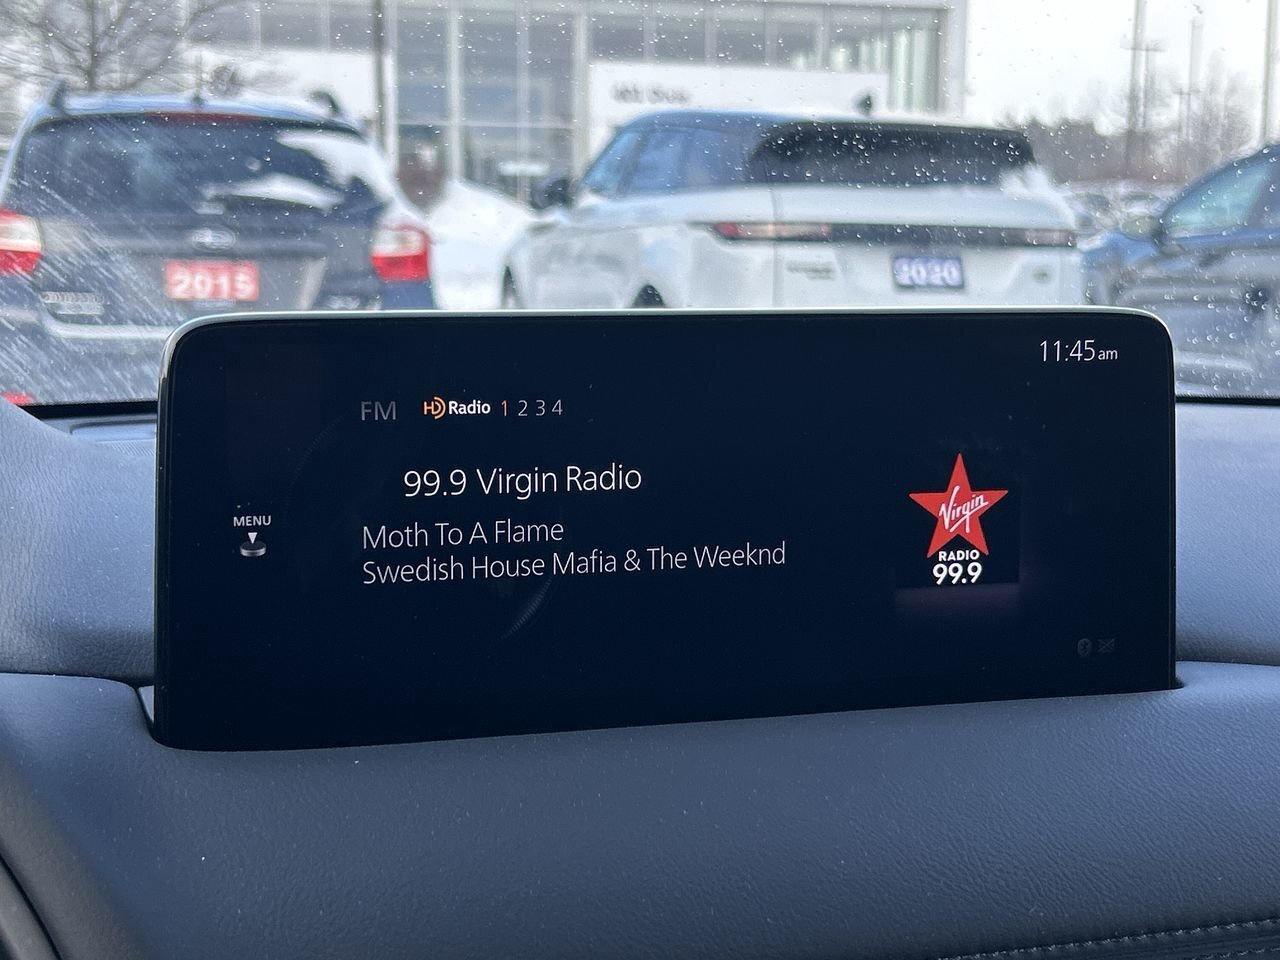 2015
2020
11:45am
FM HD Radio 1 2 3 4
99.9 Virgin Radio
MENU
Moth To A Flame
Swedish House Mafia & The Weeknd
Virgin
RADIO
99.9